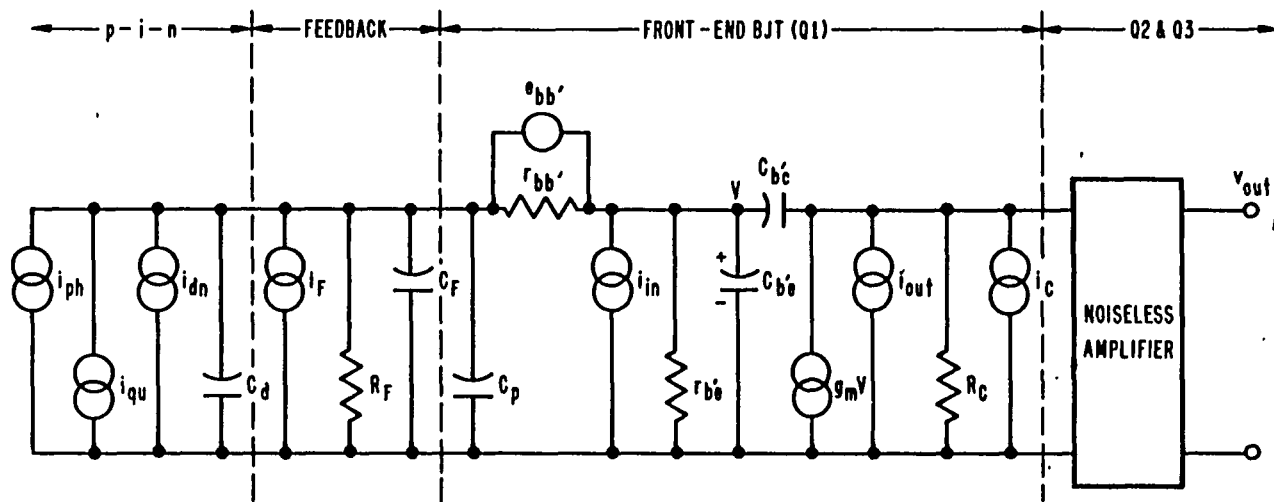 p-i-n
FEEDBACK
FRONT-END BJT (Q1)
Q2 & Q3
e_bb'
r_bb'
C_b'c
V
v_out
i_ph
i_dn
i_F
C_F
i_in
+
C_b'e
-
i_out
i_C
NOISELESS
AMPLIFIER
i_qu
C_d
R_F
C_p
r_b'e
g_mV
R_C